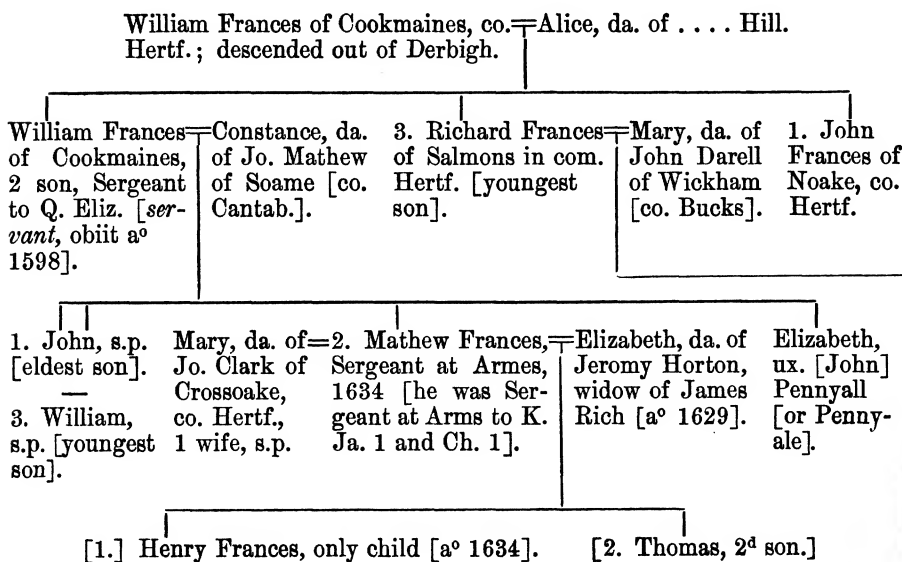 William Frances of Cookmaines, co.=Alice, da. of . . . . Hill.
Hertf.; descended out of Derbigh.
William Frances=
of Cookmaines,
2 son, Sergeant
to Q. Eliz. [ser-
vant, obiit aº
1598].
Constance, da.
of Jo. Mathew
of Soame [co.
Cantab.].
3. Richard Frances=
of Salmons in com.
Hertf. [youngest
son].
Mary, da. of
John Darell
of Wickham
[co. Bucks].
1. John
Frances of
Noake, co.
Hertf.
1. John, s.p.
[eldest son].
—
3. William,
s.p. [youngest
son].
Mary, da. of=
Jo. Clark of
Crossoake,
co. Hertf.,
1 wife, s.p.
2. Mathew Frances,=
Sergeant at Armes,
1634 [he was Ser-
geant at Arms to K.
Ja. 1 and Ch. 1].
Elizabeth, da. of
Jeromy Horton,
widow of James
Rich [aº 1629].
Elizabeth,
ux. [John]
Pennyall
[or Penny-
ale].
[1.] Henry Frances, only child [aº 1634].
[2. Thomas, 2ᵈ son.]